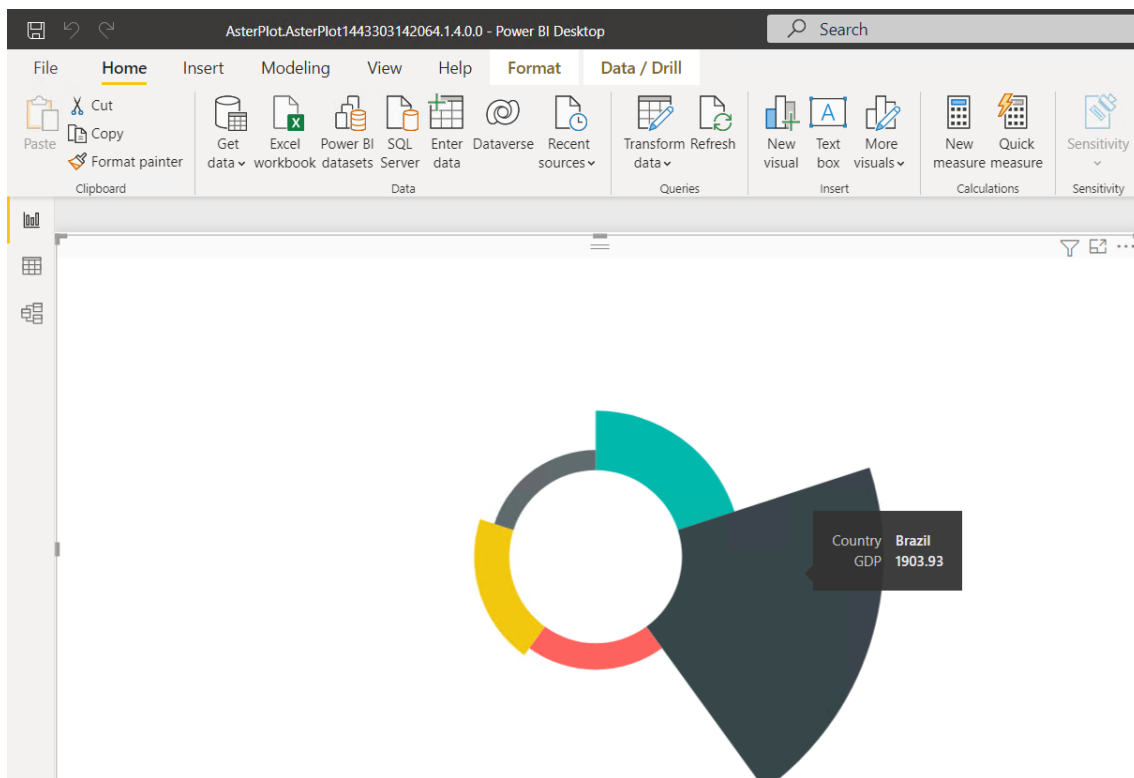 AsterPlot.AsterPlot1443303142064.1.4.0.0 - Power BI Desktop
Search
File Home Insert Modeling View Help Format Data / Drill
Paste
Cut
Copy
Format painter
Clipboard
Get data
Excel workbook
Power BI datasets
SQL Server
Enter data
Dataverse
Recent sources
Data
Transform data
Refresh
Queries
New visual
Text box
More visuals
Insert
New measure
Quick measure
Calculations
Sensitivity
Sensitivity
Country Brazil
GDP 1903.93